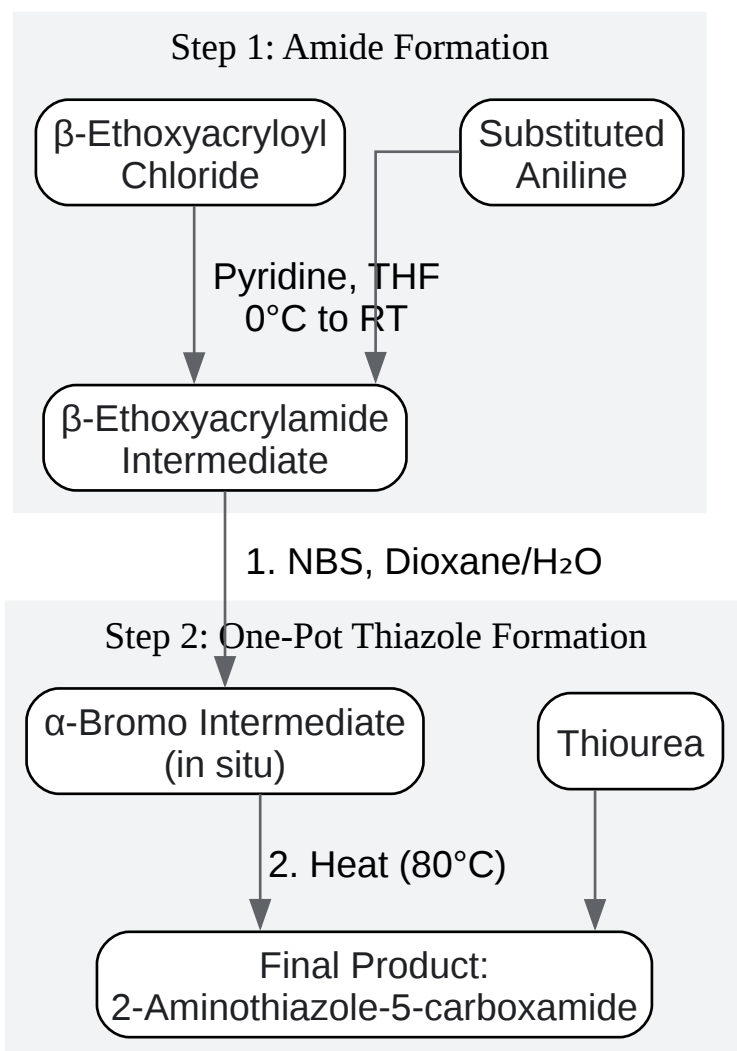 Step 1: Amide Formation
β-Ethoxyacryloyl
Chloride
Substituted
Aniline
Pyridine, THF
0°C to RT
β-Ethoxyacrylamide
Intermediate
1. NBS, Dioxane/H₂O
Step 2: One-Pot Thiazole Formation
α-Bromo Intermediate
(in situ)
Thiourea
2. Heat (80°C)
Final Product:
2-Aminothiazole-5-carboxamide